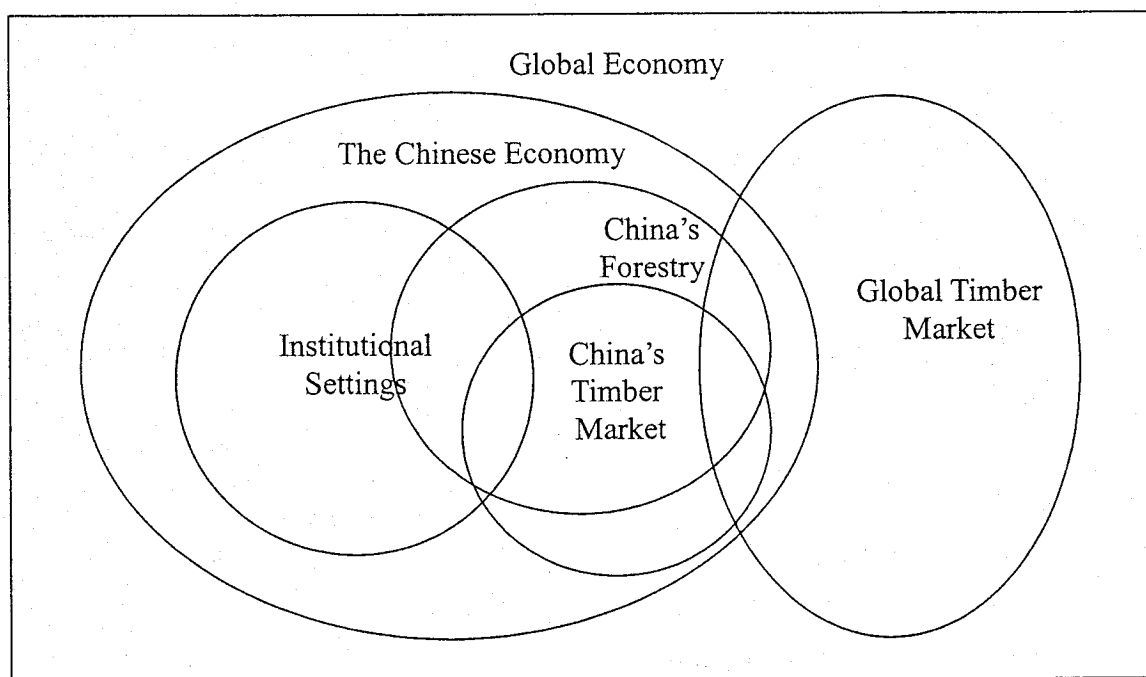 Global Economy
The Chinese Economy
China's
Forestry
Global Timber
Market
Institutional
Settings
China's
Timber
Market